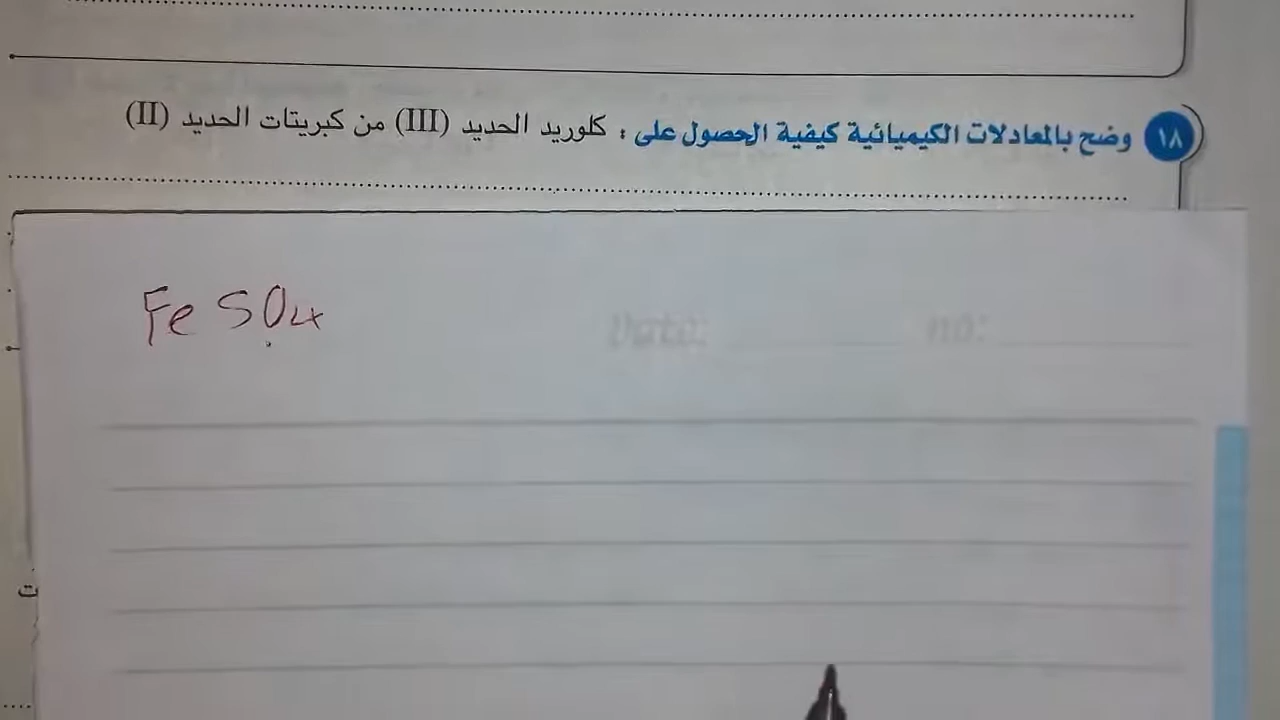 ١٨ وضح بالمعادلات الكيميائية كيفية الحصول على : كلوريد الحديد (III) من كبريتات الحديد (II)
Fe SO4
Date: no:
ت